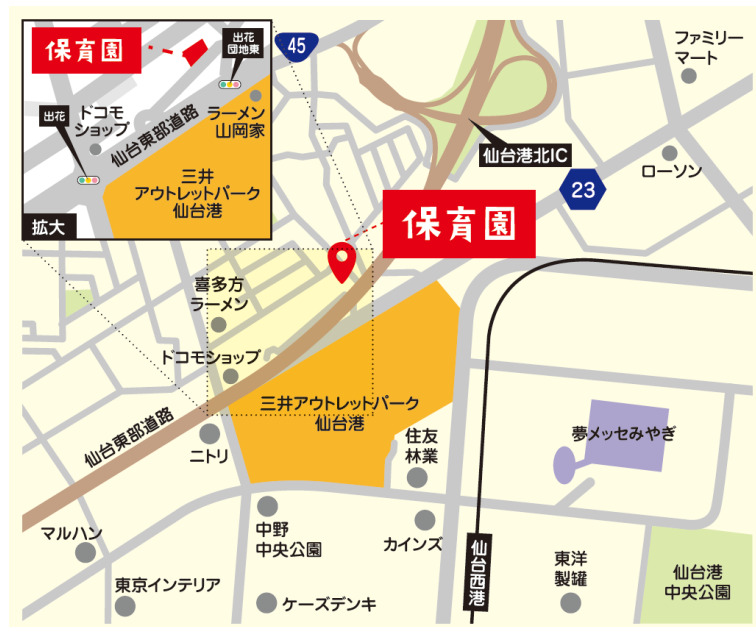 保育園
出花
団地東
45
出花
ドコモ
ショップ
仙台東部道路
ラーメン
山岡家
三井
アウトレットパーク
仙台港
拡大
ファミリー
マート
仙台港北IC
ローソン
23
保育園
喜多方
ラーメン
ドコモショップ
三井アウトレットパーク
仙台港
仙台東部道路
ニトリ
住友
林業
夢メッセみやぎ
マルハン
中野
中央公園
カインズ
仙台西港
東洋
製罐
仙台港
中央公園
東京インテリア
ケーズデンキ